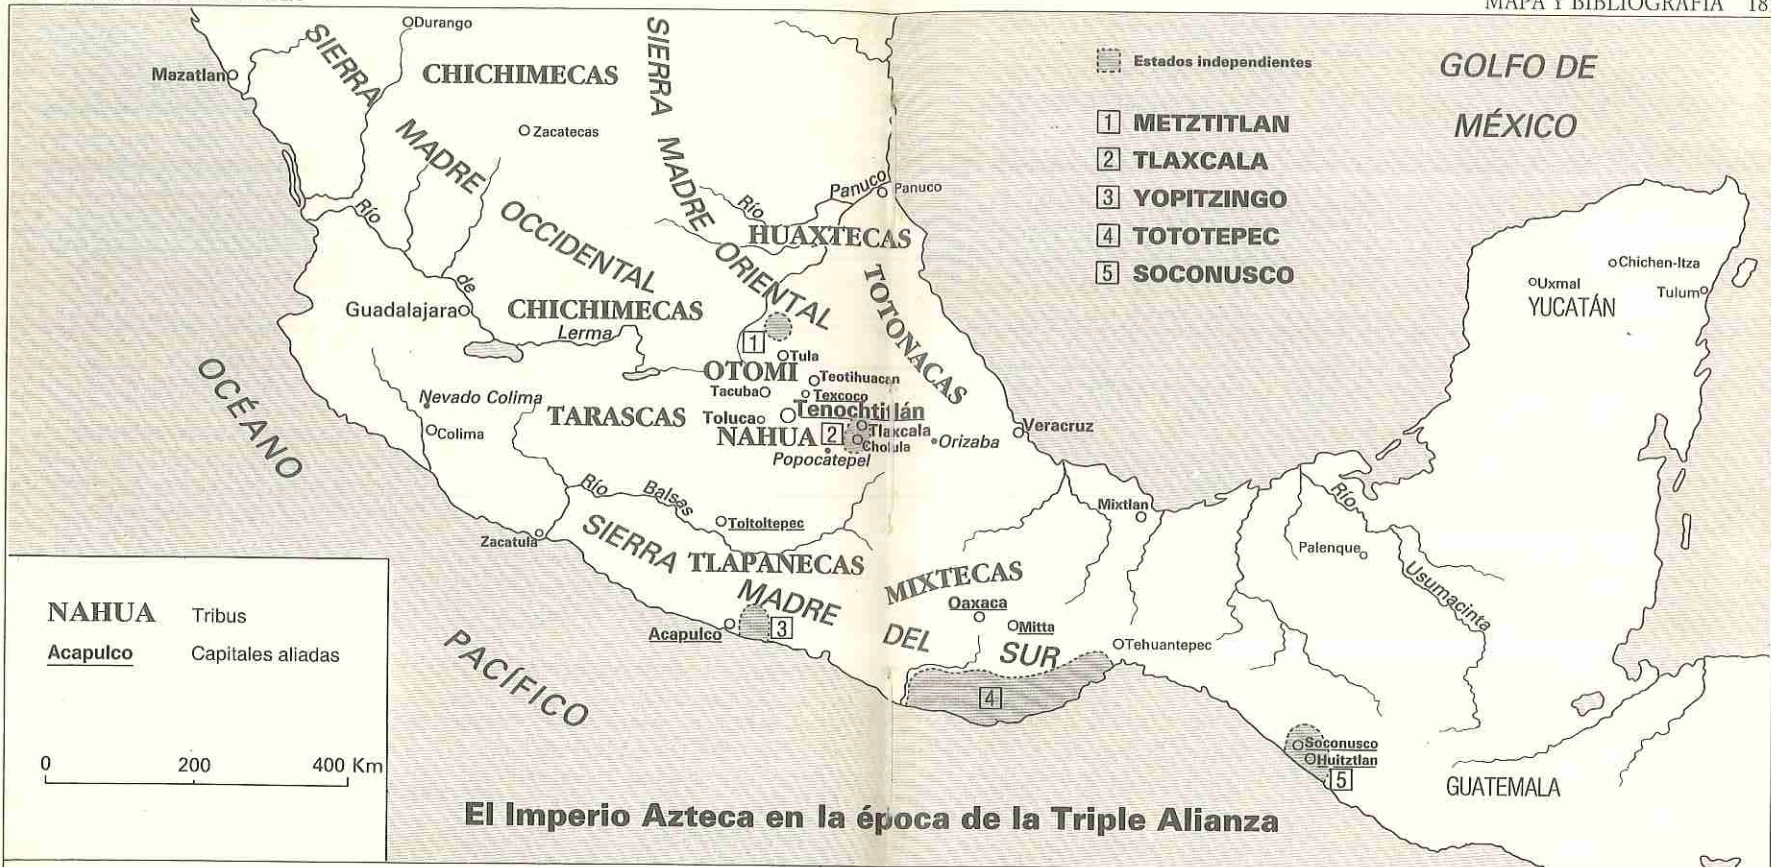 MAPA Y BIBLIOGRAFÍA 18
Durango
SIERRA MADRE OCCIDENTAL
SIERRA MADRE ORIENTAL
Mazatlan
CHICHIMECAS
Zacatecas
Estados independientes
1 METZTITLAN
2 TLAXCALA
3 YOPITZINGO
4 TOTOTEPEC
5 SOCONUSCO
GOLFO DE
MÉXICO
Río Panuco
Panuco
HUAXTECAS
TOTONACAS
Río de Lerma
Guadalajara
CHICHIMECAS
1
Tula
OTOMI
Teotihuacan
Tacuba
Texcoco
Tenochtitlán
Toluca
NAHUA
2
Tlaxcala
Cholula
Popocatepel
Orizaba
Veracruz
Nevado Colima
Colima
TARASCAS
OCÉANO
PACÍFICO
Chichen-Itza
Uxmal
Tulum
YUCATÁN
Río Balsas
Toltoltepec
Zacatula
SIERRA MADRE DEL SUR
TLAPANECAS
MIXTECAS
Mixtlan
Palenque
Río Usumacinta
Oaxaca
Mitta
Tehuantepec
Acapulco
3
4
Soconusco
Huitztlan
5
GUATEMALA
NAHUA Tribus
Acapulco Capitales aliadas
0 200 400 Km
El Imperio Azteca en la época de la Triple Alianza